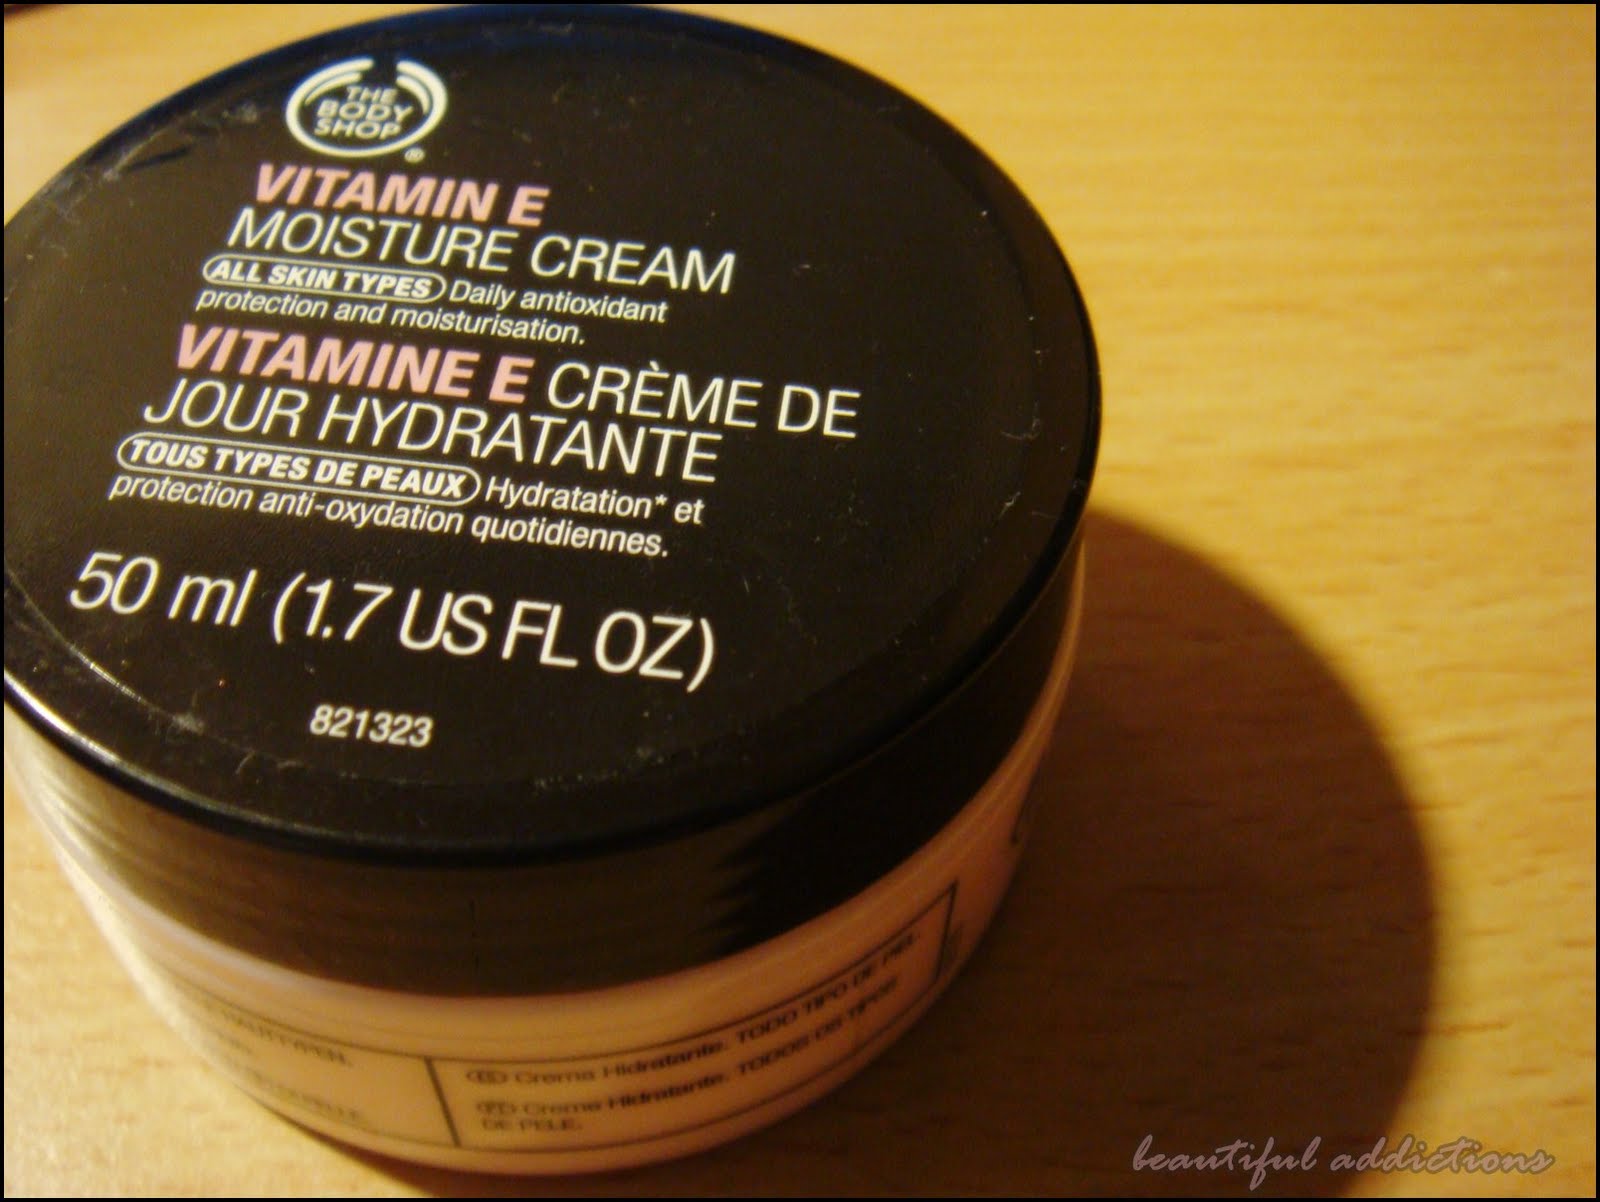 THE
BODY
SHOP
®
VITAMIN E
MOISTURE CREAM
ALL SKIN TYPES Daily antioxidant
protection and moisturisation.
VITAMINE E CRÈME DE
JOUR HYDRATANTE
TOUS TYPES DE PEAUX Hydratation* et
protection anti-oxydation quotidiennes.
50 ml (1.7 US FL OZ)
821323
HAUTTYPEN.
Crema Hidratante. TODO TIPO DE PIEL.
Creme Hidratante. TODOS OS TIPOS
DE PELE.
beautiful addictions